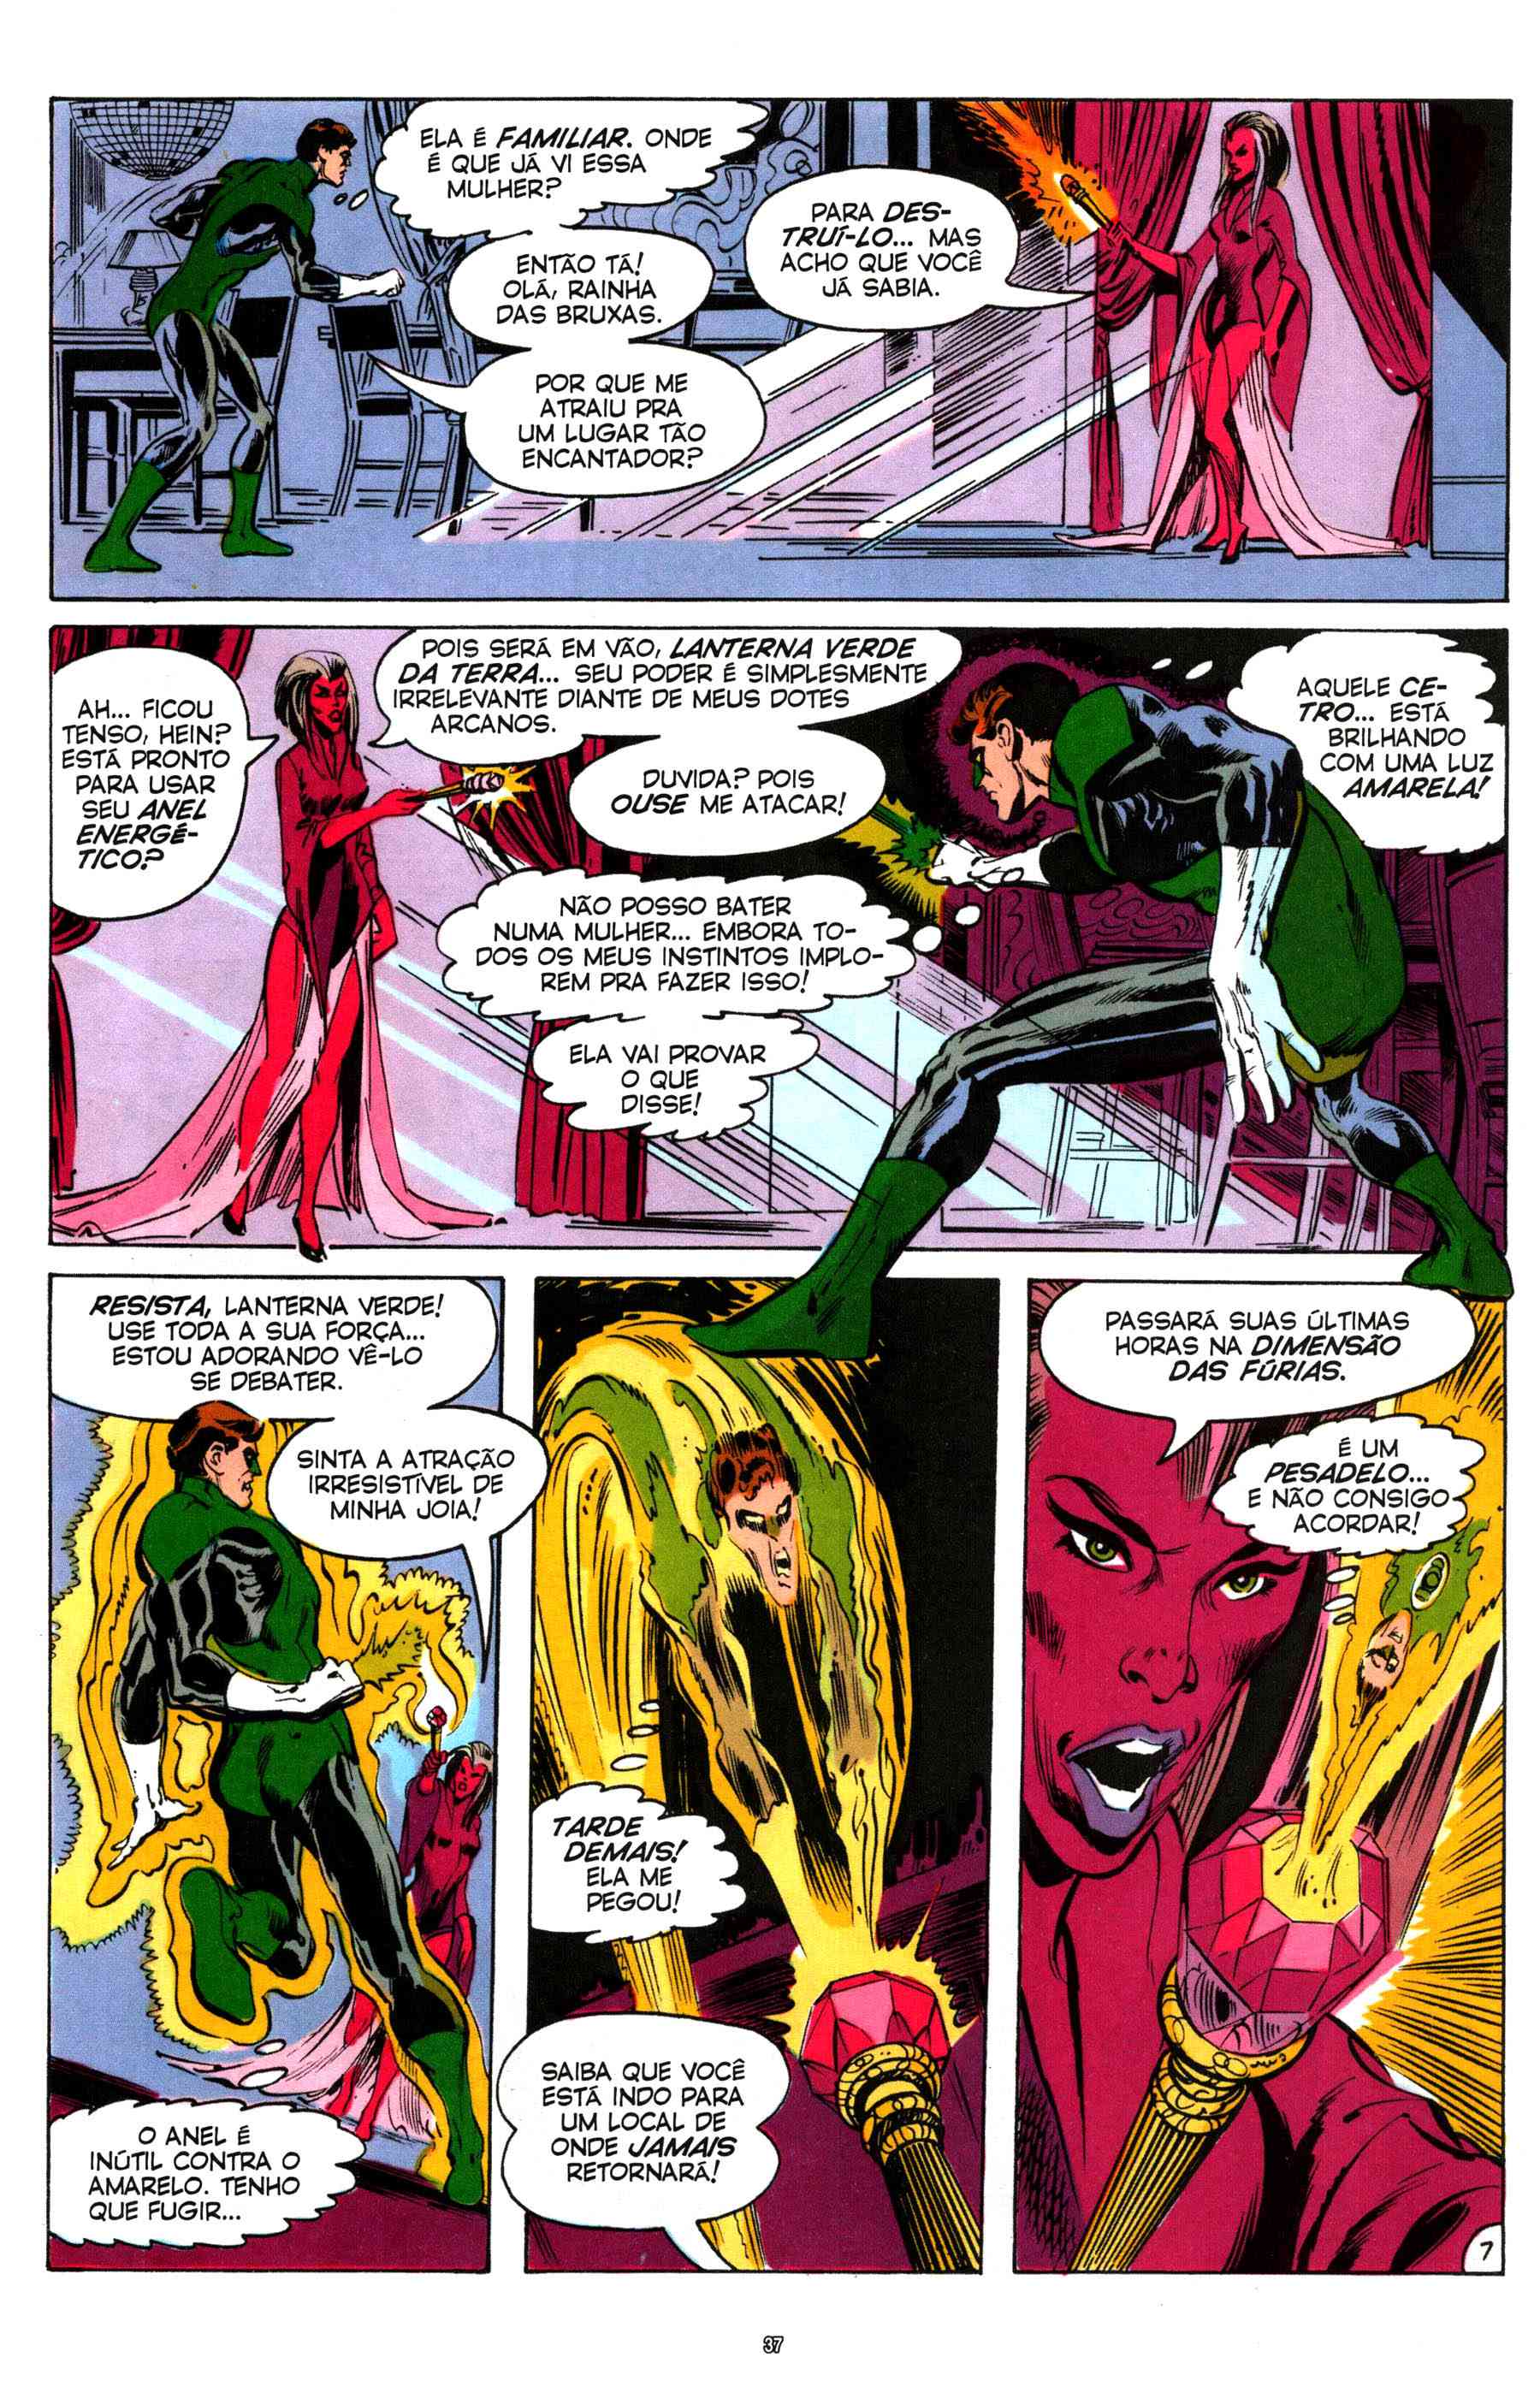 ELA É FAMILIAR. ONDE
É QUE JÁ VI ESSA
MULHER?
ENTÃO TÁ!
OLÁ, RAINHA
DAS BRUXAS.
POR QUE ME
ATRAIU PRA
UM LUGAR TÃO
ENCANTADOR?
PARA DES-
TRUÍ-LO... MAS
ACHO QUE VOCÊ
JÁ SABIA.
AH... FICOU
TENSO, HEIN?
ESTÁ PRONTO
PARA USAR
SEU ANEL
ENERGÉ-
TICO?
POIS SERÁ EM VÃO, LANTERNA VERDE
DA TERRA... SEU PODER É SIMPLESMENTE
IRRELEVANTE DIANTE DE MEUS DOTES
ARCANOS.
DUVIDA? POIS
OUSE ME ATACAR!
AQUELE CE-
TRO... ESTÁ
BRILHANDO
COM UMA LUZ
AMARELA!
NÃO POSSO BATER
NUMA MULHER... EMBORA TO-
DOS OS MEUS INSTINTOS IMPLO-
REM PRA FAZER ISSO!
ELA VAI PROVAR
O QUE
DISSE!
RESISTA, LANTERNA VERDE!
USE TODA A SUA FORÇA...
ESTOU ADORANDO VÊ-LO
SE DEBATER.
SINTA A ATRAÇÃO
IRRESISTÍVEL DE
MINHA JOIA!
O ANEL É
INÚTIL CONTRA O
AMARELO. TENHO
QUE FUGIR...
TARDE
DEMAIS!
ELA ME
PEGOU!
SAIBA QUE VOCÊ
ESTÁ INDO PARA
UM LOCAL DE
ONDE JAMAIS
RETORNARÁ!
PASSARÁ SUAS ÚLTIMAS
HORAS NA DIMENSÃO
DAS FÚRIAS.
É UM
PESADELO...
E NÃO CONSIGO
ACORDAR!
7
37